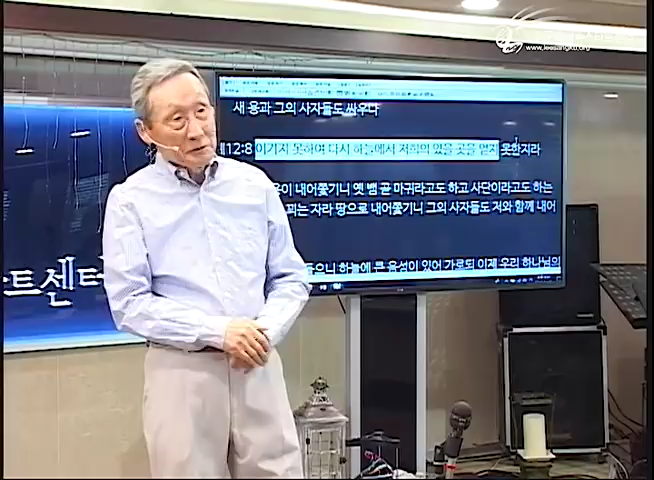 www.leesangku.org
새 용과 그의 사자들도 싸우나
12:8 이기지 못하여 다시 하늘에서 저희의 있을 곳을 얻지 못한지라
이 내어쫓기니 옛 뱀 곧 마귀라고도 하고 사단이라고도 하는
꾀는 자라 땅으로 내어쫓기니 그의 사자들도 저와 함께 내어
하늘에 큰 음성이 있어 가로되 이제 우리 하나님의
트센터